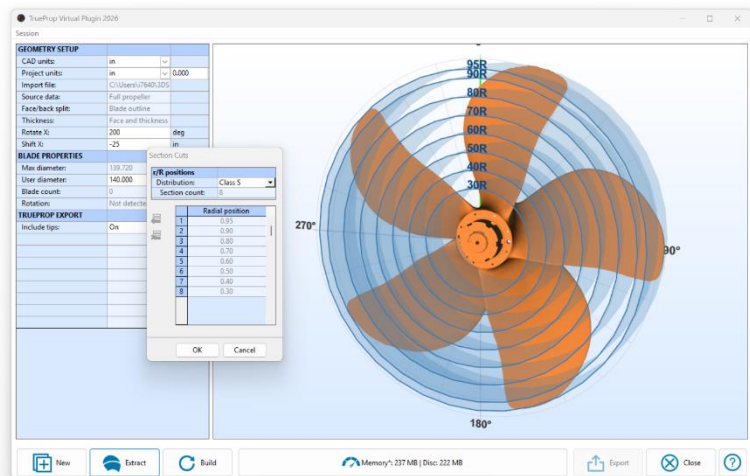 TrueProp Virtual Plugin 2026
Session
GEOMETRY SETUP
CAD units: in
Project units: in 0.000
Import file: C:\Users\i7640\3DS
Source data: Full propeller
Face/back split: Blade outline
Thickness: Face and thickness
Rotate X: 200 deg
Shift X: -25 in
BLADE PROPERTIES
Max diameter: 139.720
User diameter: 140.000
Blade count: 0
Rotation: Not detecte
TRUEPROP EXPORT
Include tips: On
Section Cuts
r/R positions
Distribution: Class S
Section count: 8
Radial position
1 0.95
2 0.90
3 0.80
4 0.70
5 0.60
6 0.50
7 0.40
8 0.30
OK Cancel
95R
90R
80R
70R
60R
50R
40R
30R
270°
90°
180°
New Extract Build Memory*: 237 MB | Disc: 222 MB Export Close ?